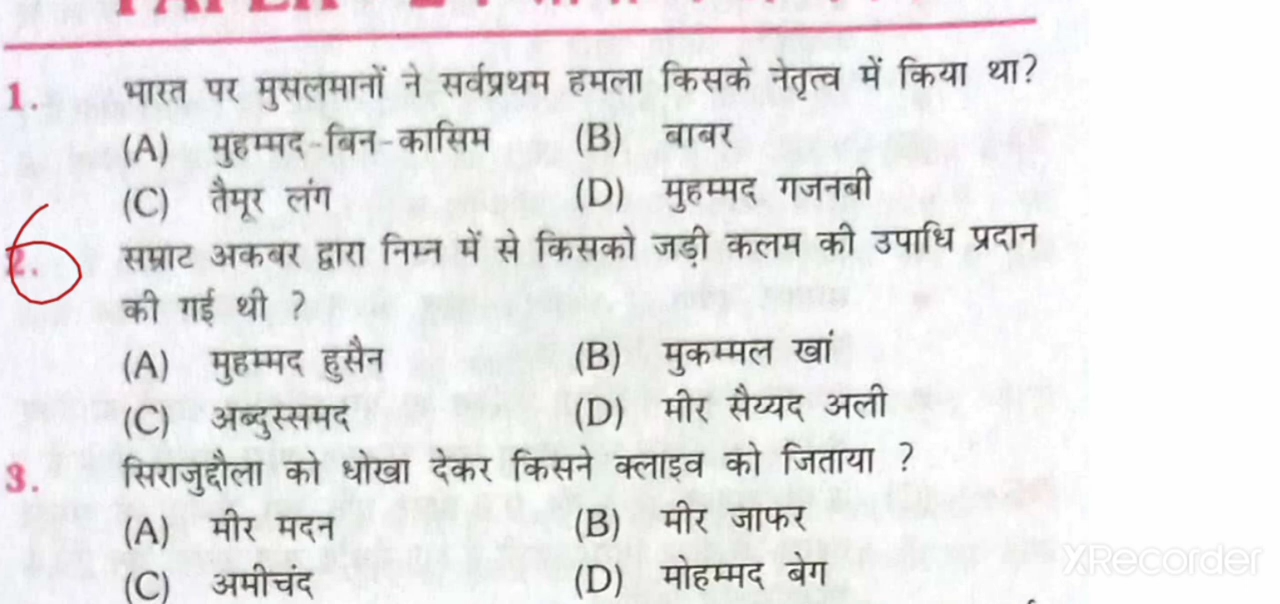 1. भारत पर मुसलमानों ने सर्वप्रथम हमला किसके नेतृत्व में किया था?
(A) मुहम्मद-बिन-कासिम (B) बाबर
(C) तैमूर लंग (D) मुहम्मद गजनबी
2. सम्राट अकबर द्वारा निम्न में से किसको जड़ी कलम की उपाधि प्रदान
की गई थी ?
(A) मुहम्मद हुसैन (B) मुकम्मल खां
(C) अब्दुस्समद (D) मीर सैय्यद अली
3. सिराजुद्दौला को धोखा देकर किसने क्लाइव को जिताया ?
(A) मीर मदन (B) मीर जाफर
(C) अमीचंद (D) मोहम्मद बेग
XRecorder